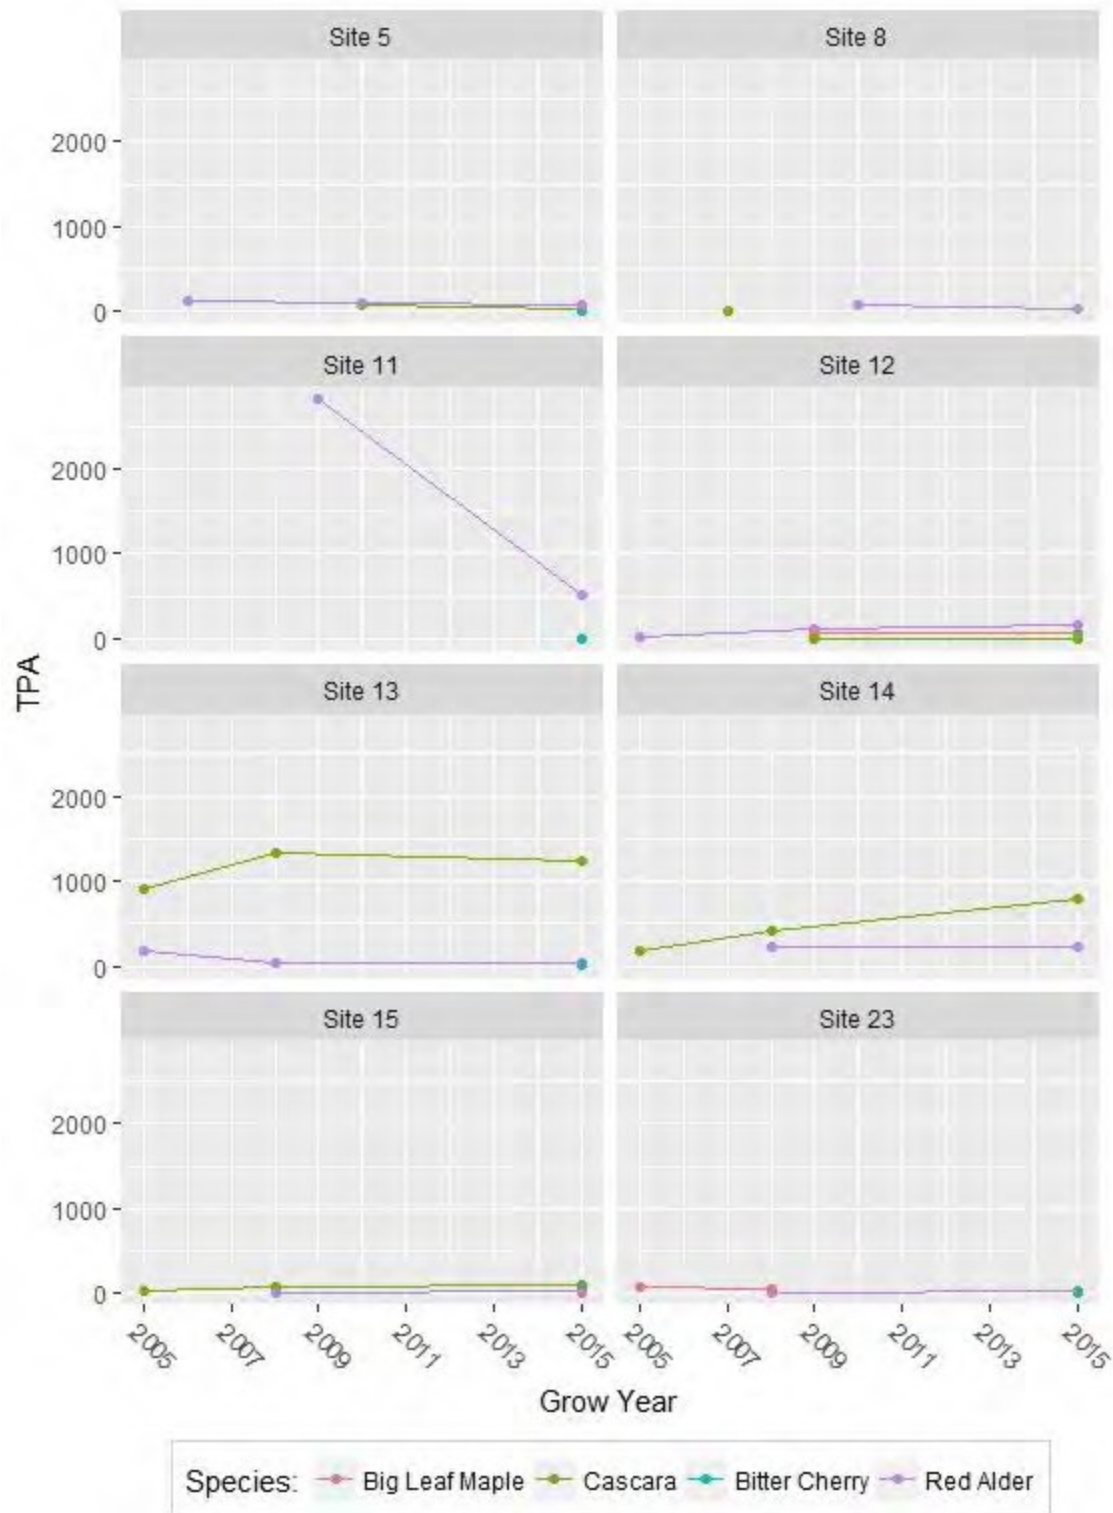 Site 5
Site 8
2000
1000
0
Site 11
Site 12
2000
1000
0
TPA
Site 13
Site 14
2000
1000
0
Site 15
Site 23
2000
1000
0
2005 2007 2009 2011 2013 2015 2005 2007 2009 2011 2013 2015
Grow Year
Species: Big Leaf Maple Cascara Bitter Cherry Red Alder